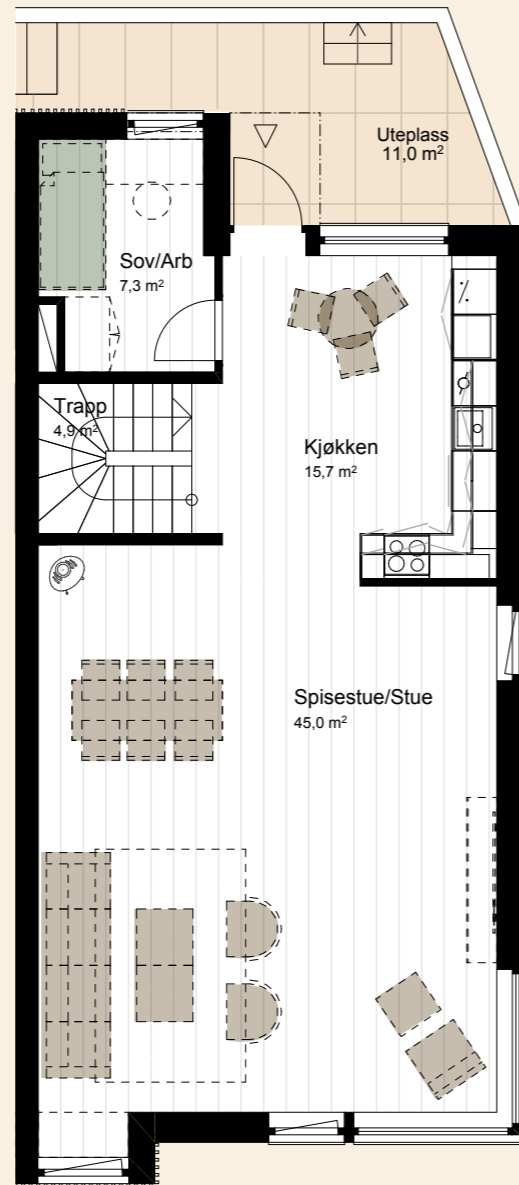 Uteplass
11,0 m²
Sov/Arb
7,3 m²
Trapp
4,9 m²
Kjøkken
15,7 m²
Spisestue/Stue
45,0 m²